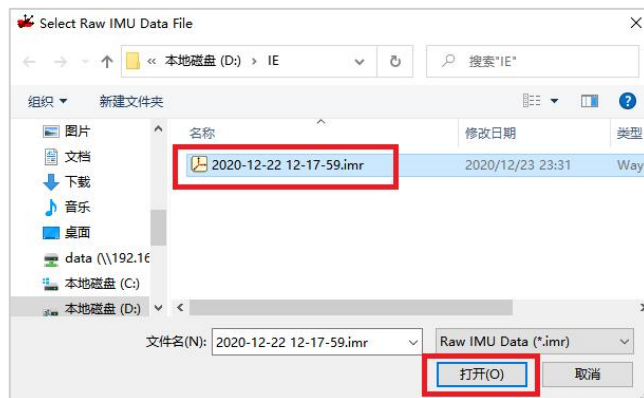 Select Raw IMU Data File
« 本地磁盘 (D:) › IE
搜索"IE"
组织 新建文件夹
名称 修改日期 类型
图片
文档
下载
音乐
桌面
data (\\192.16
本地磁盘 (C:)
本地磁盘 (D:)
2020-12-22 12-17-59.imr 2020/12/23 23:31 Way
文件名(N): 2020-12-22 12-17-59.imr Raw IMU Data (*.imr)
打开(O) 取消